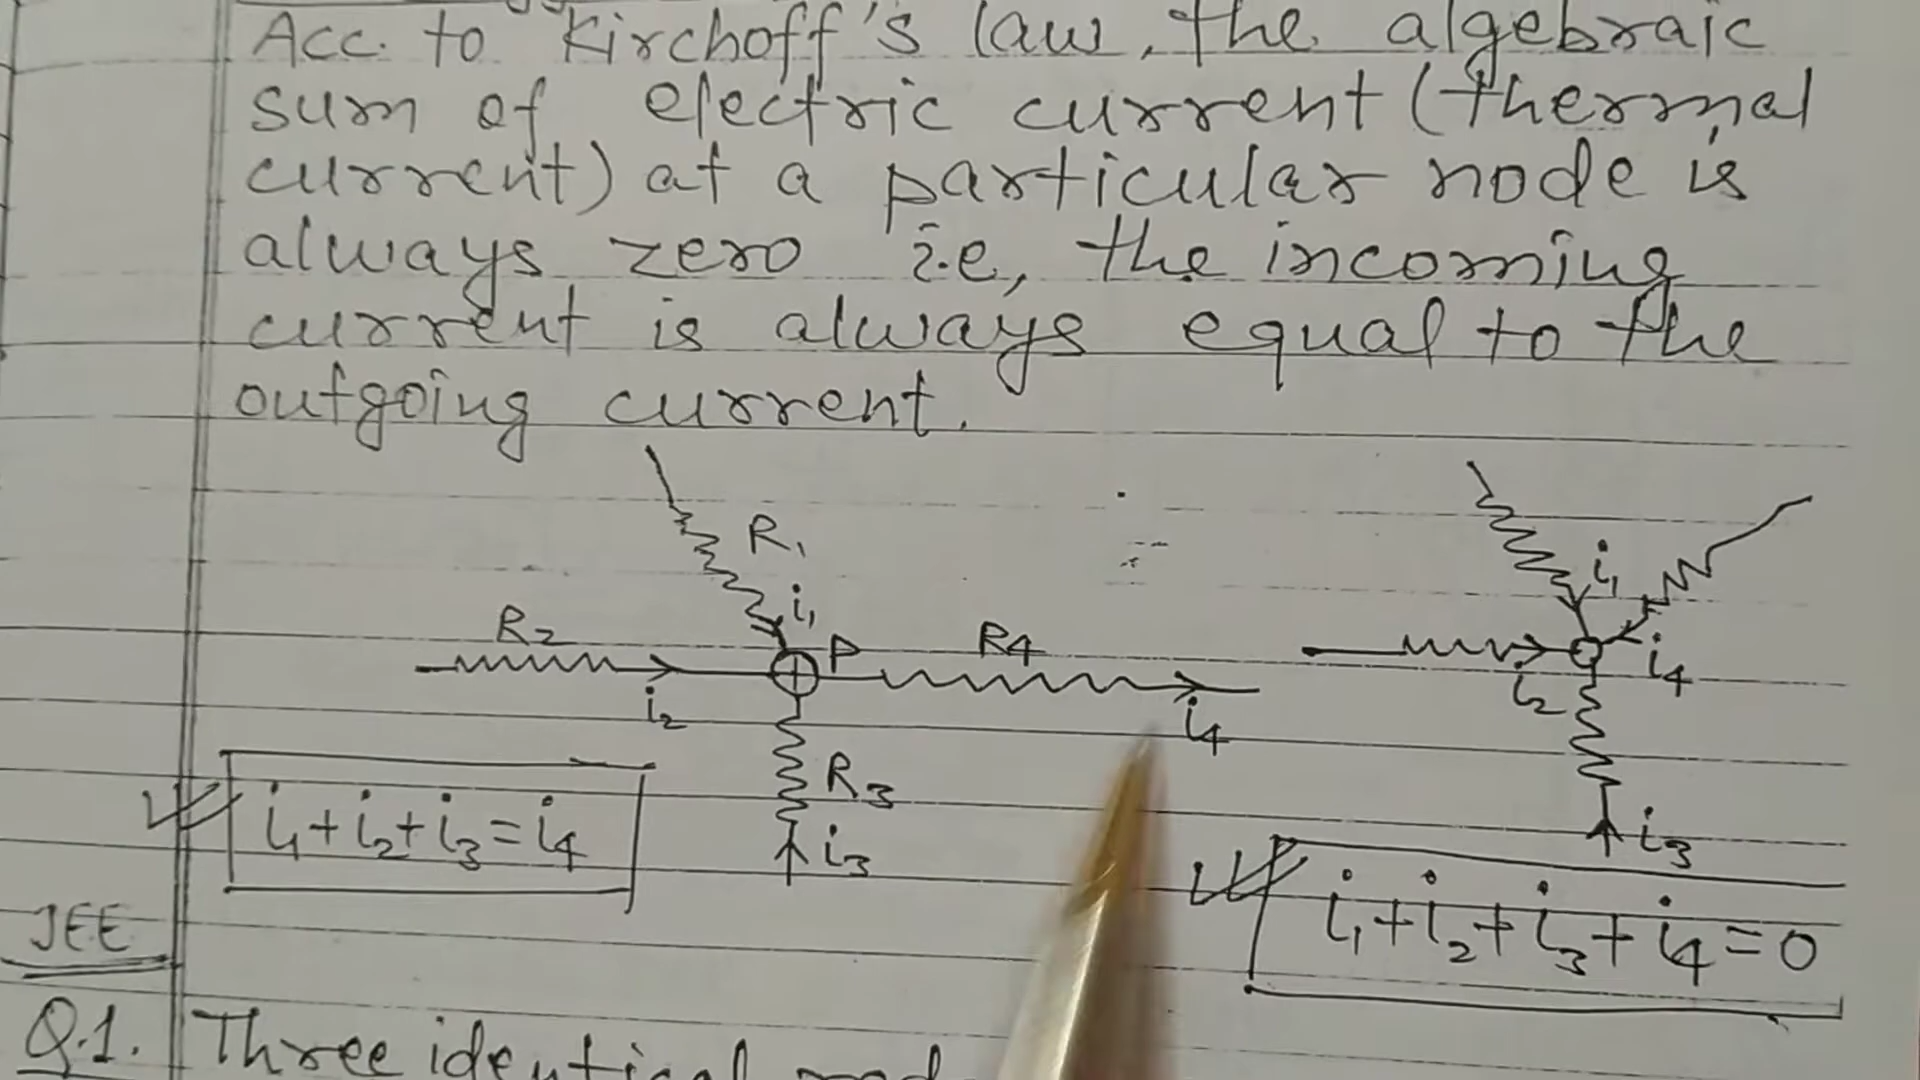 Acc. to Kirchoff's law, the algebraic
sum of electric current (thermal
current) at a particular node is
always zero i.e, the incoming
current is always equal to the
outgoing current.
R1
i1
R2
i2
P
R4
i4
R3
i3
i1+i2+i3=i4
i1
i2
i4
i3
i1+i2+i3+i4=0
JEE
Q.1. Three identical